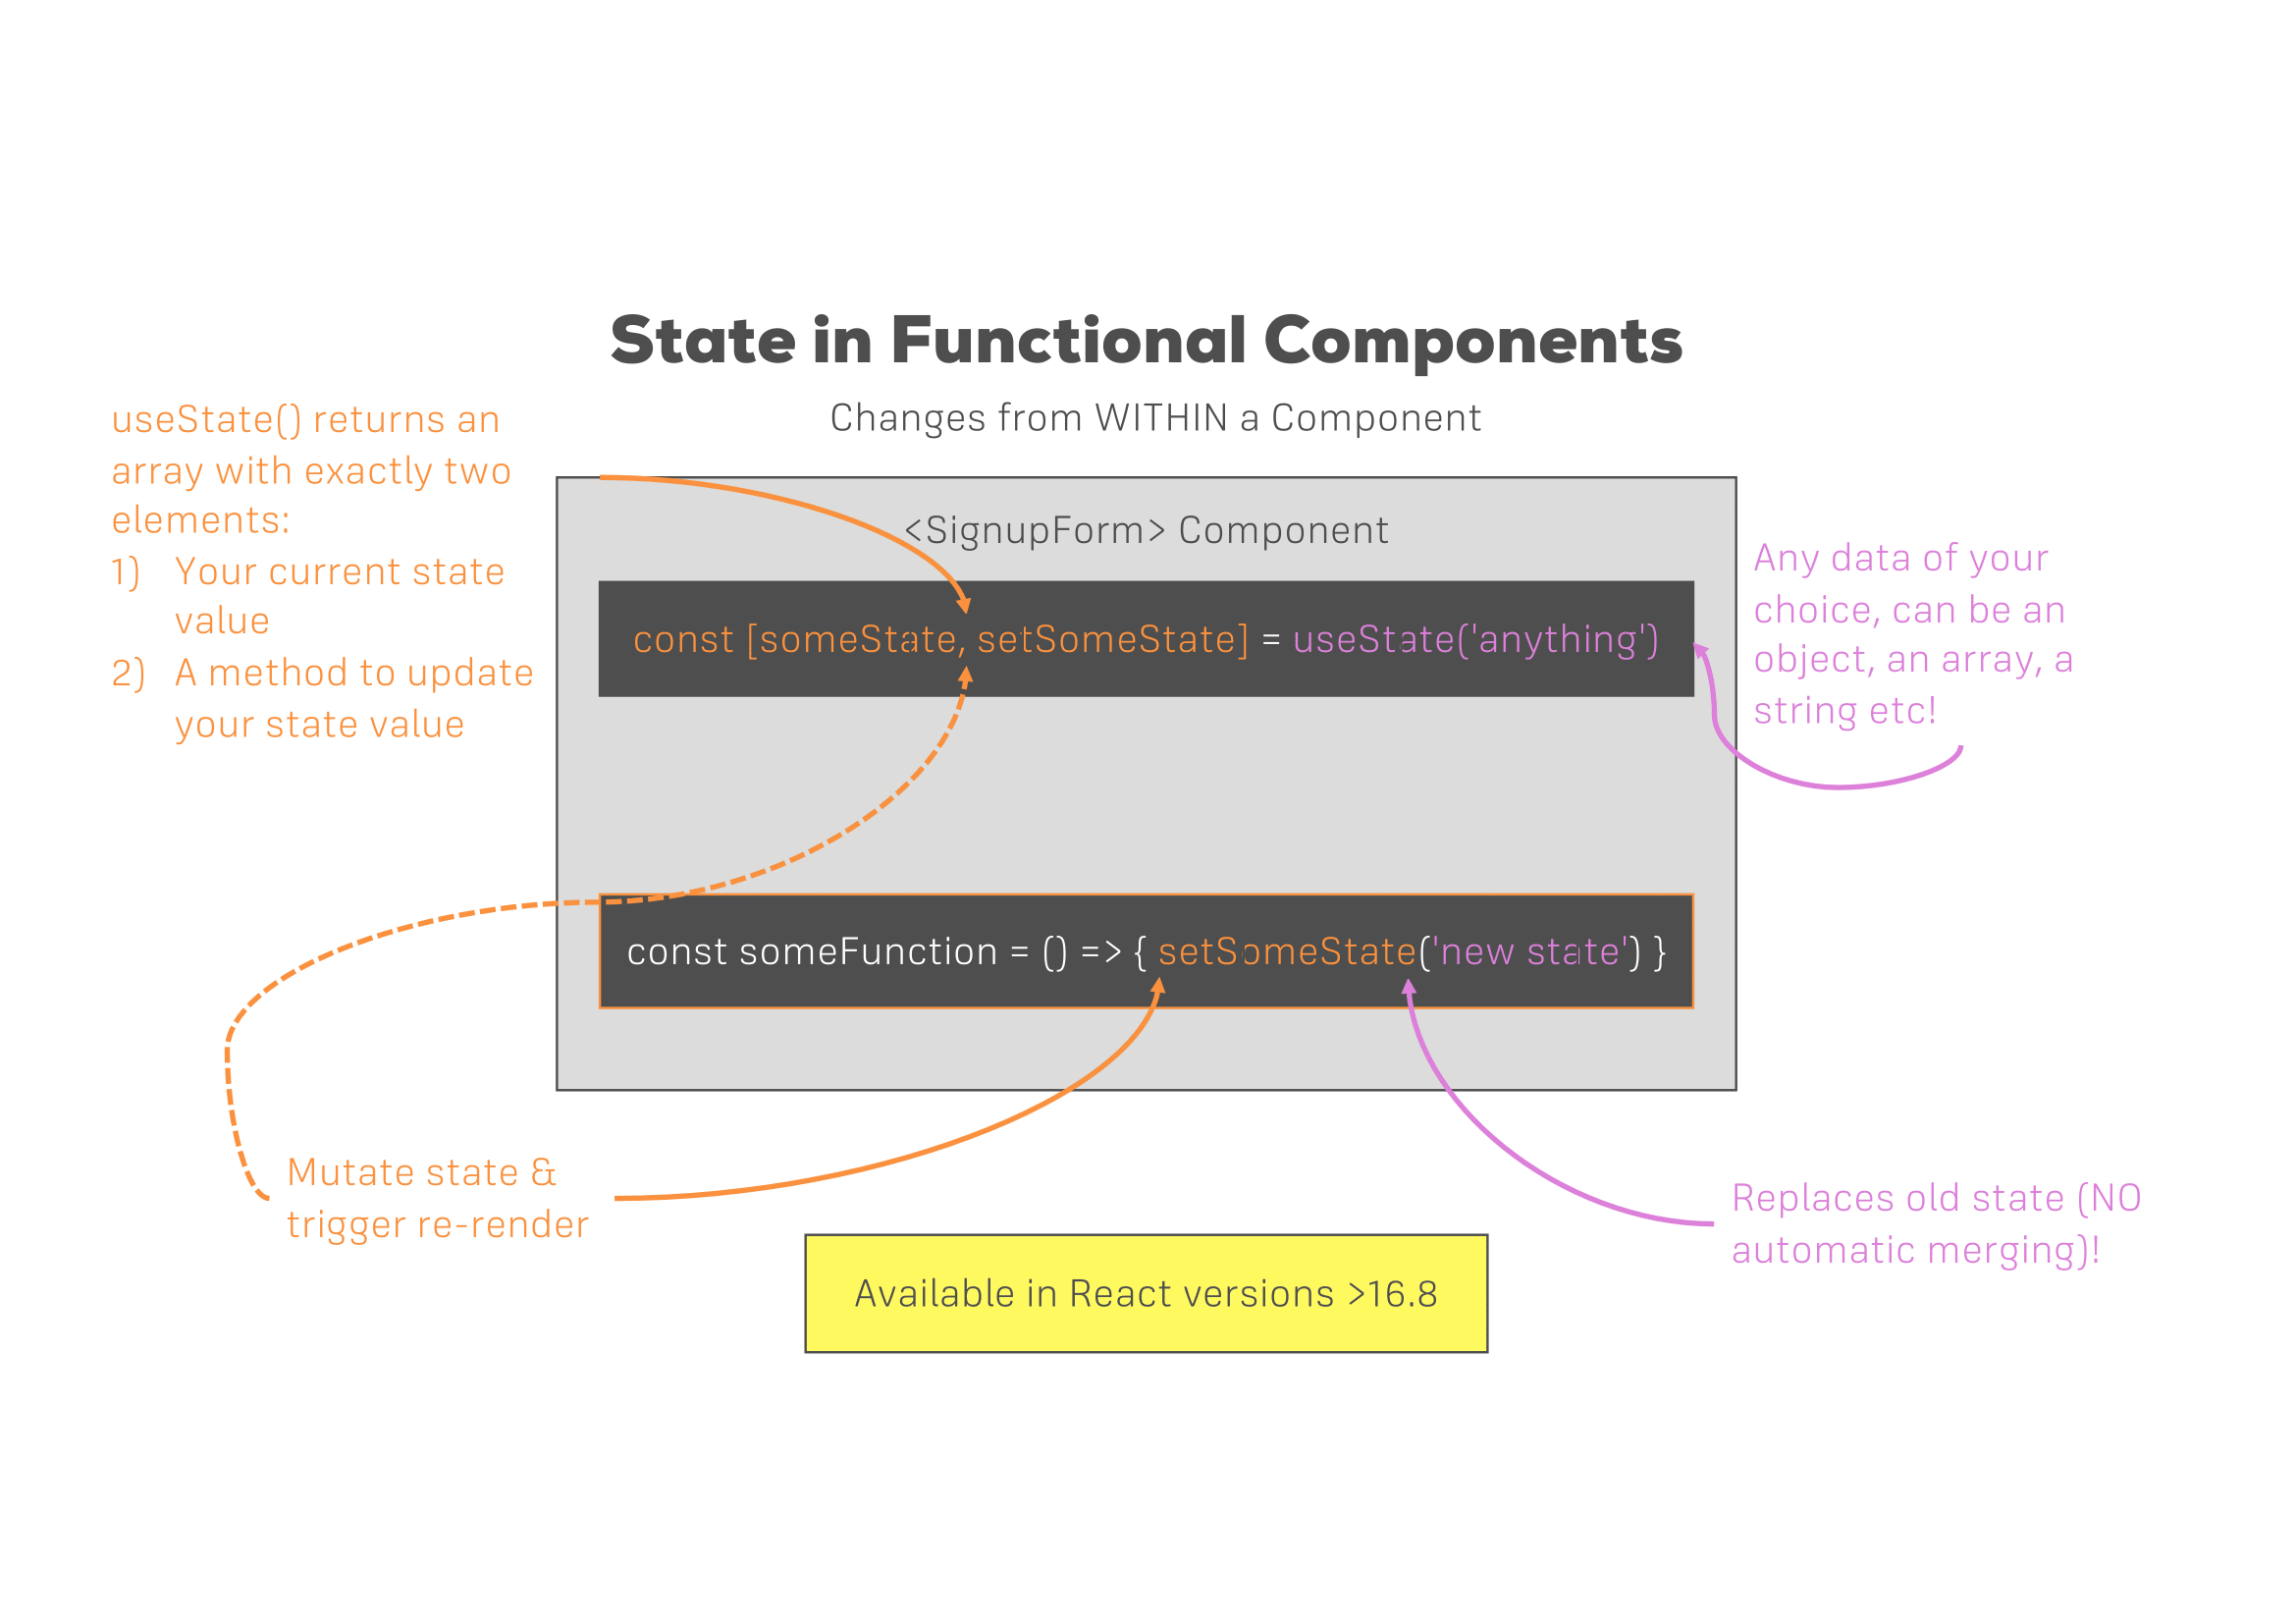 State in Functional Components
Changes from WITHIN a Component
useState() returns an
array with exactly two
elements:
1) Your current state
value
2) A method to update
your state value
<SignupForm> Component
const [someState, setSomeState] = useState('anything')
Any data of your
choice, can be an
object, an array, a
string etc!
const someFunction = () => { setSomeState('new state') }
Mutate state &
trigger re-render
Replaces old state (NO
automatic merging)!
Available in React versions >16.8